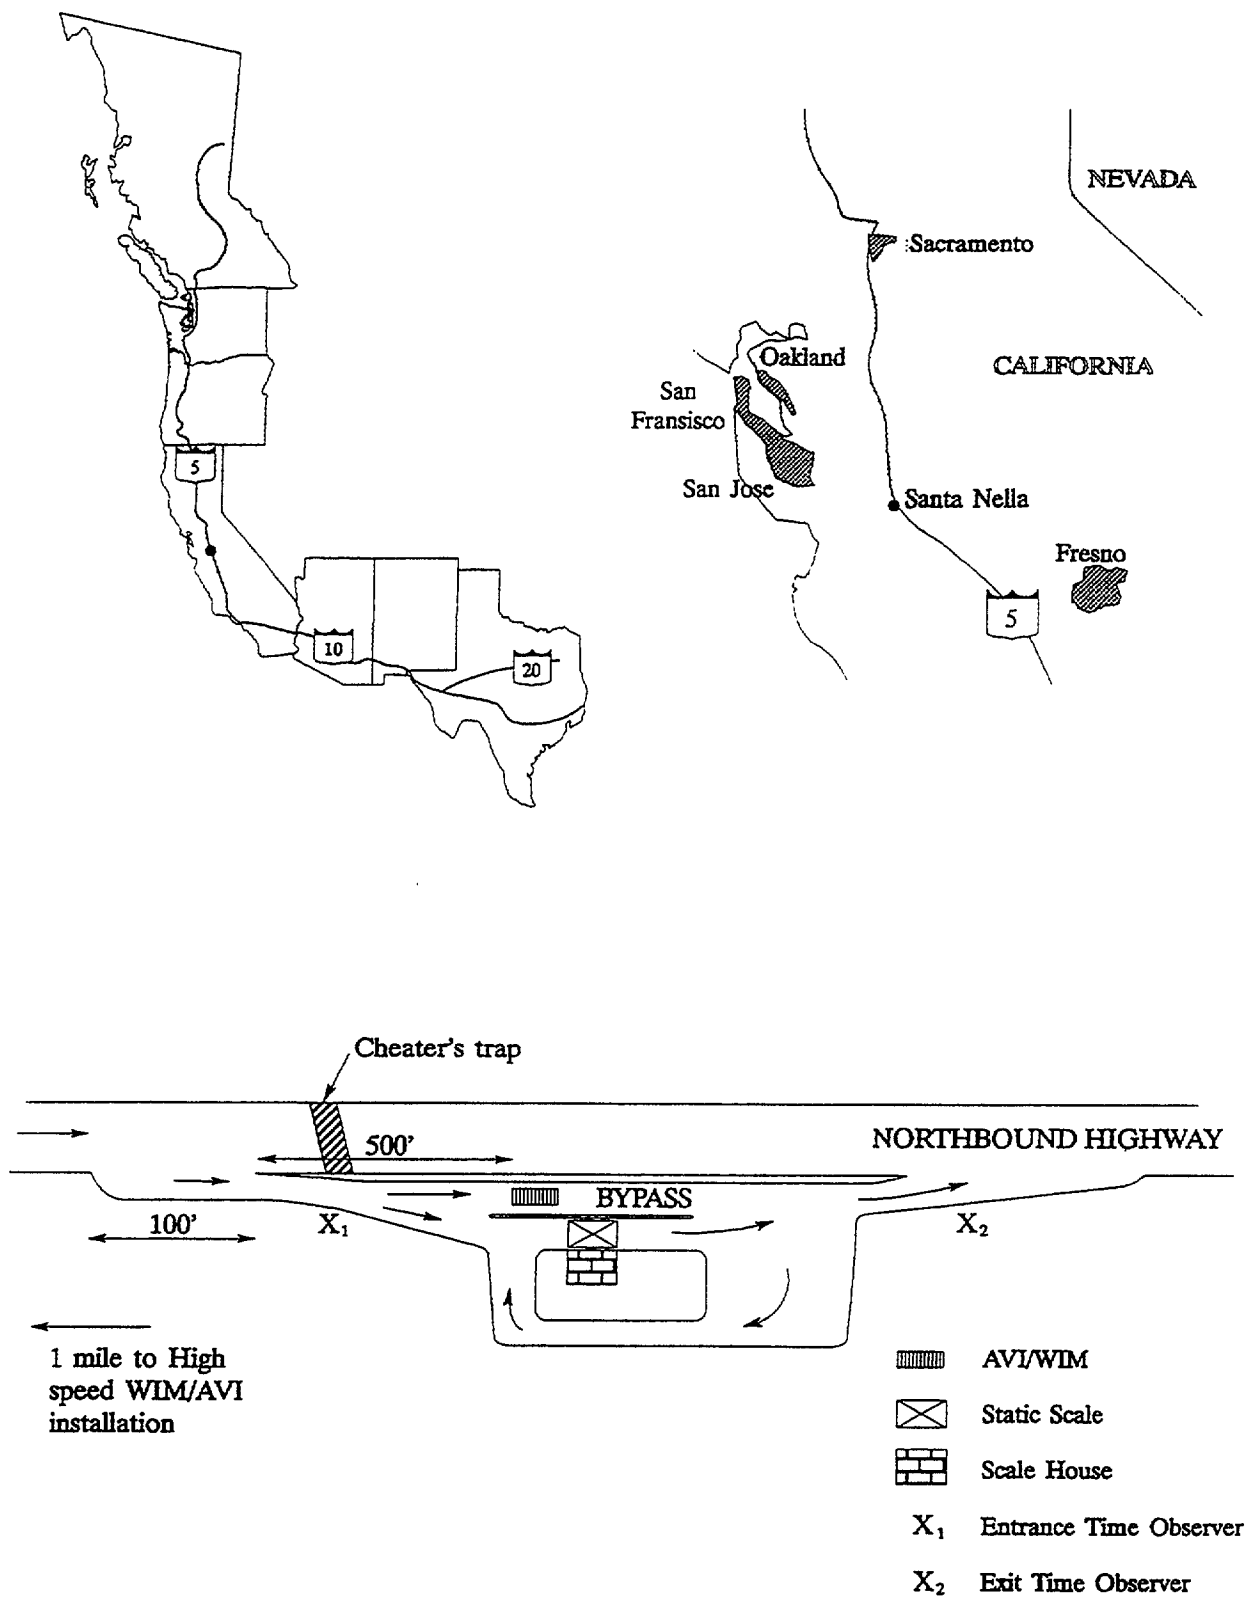 NEVADA
Sacramento
Oakland
CALIFORNIA
San
Fransisco
5
San Jose
Santa Nella
Fresno
5
10
20
Cheater's trap
500'
NORTHBOUND HIGHWAY
BYPASS
100'
X1
X2
1 mile to High
speed WIM/AVI
installation
AVI/WIM
Static Scale
Scale House
X1 Entrance Time Observer
X2 Exit Time Observer